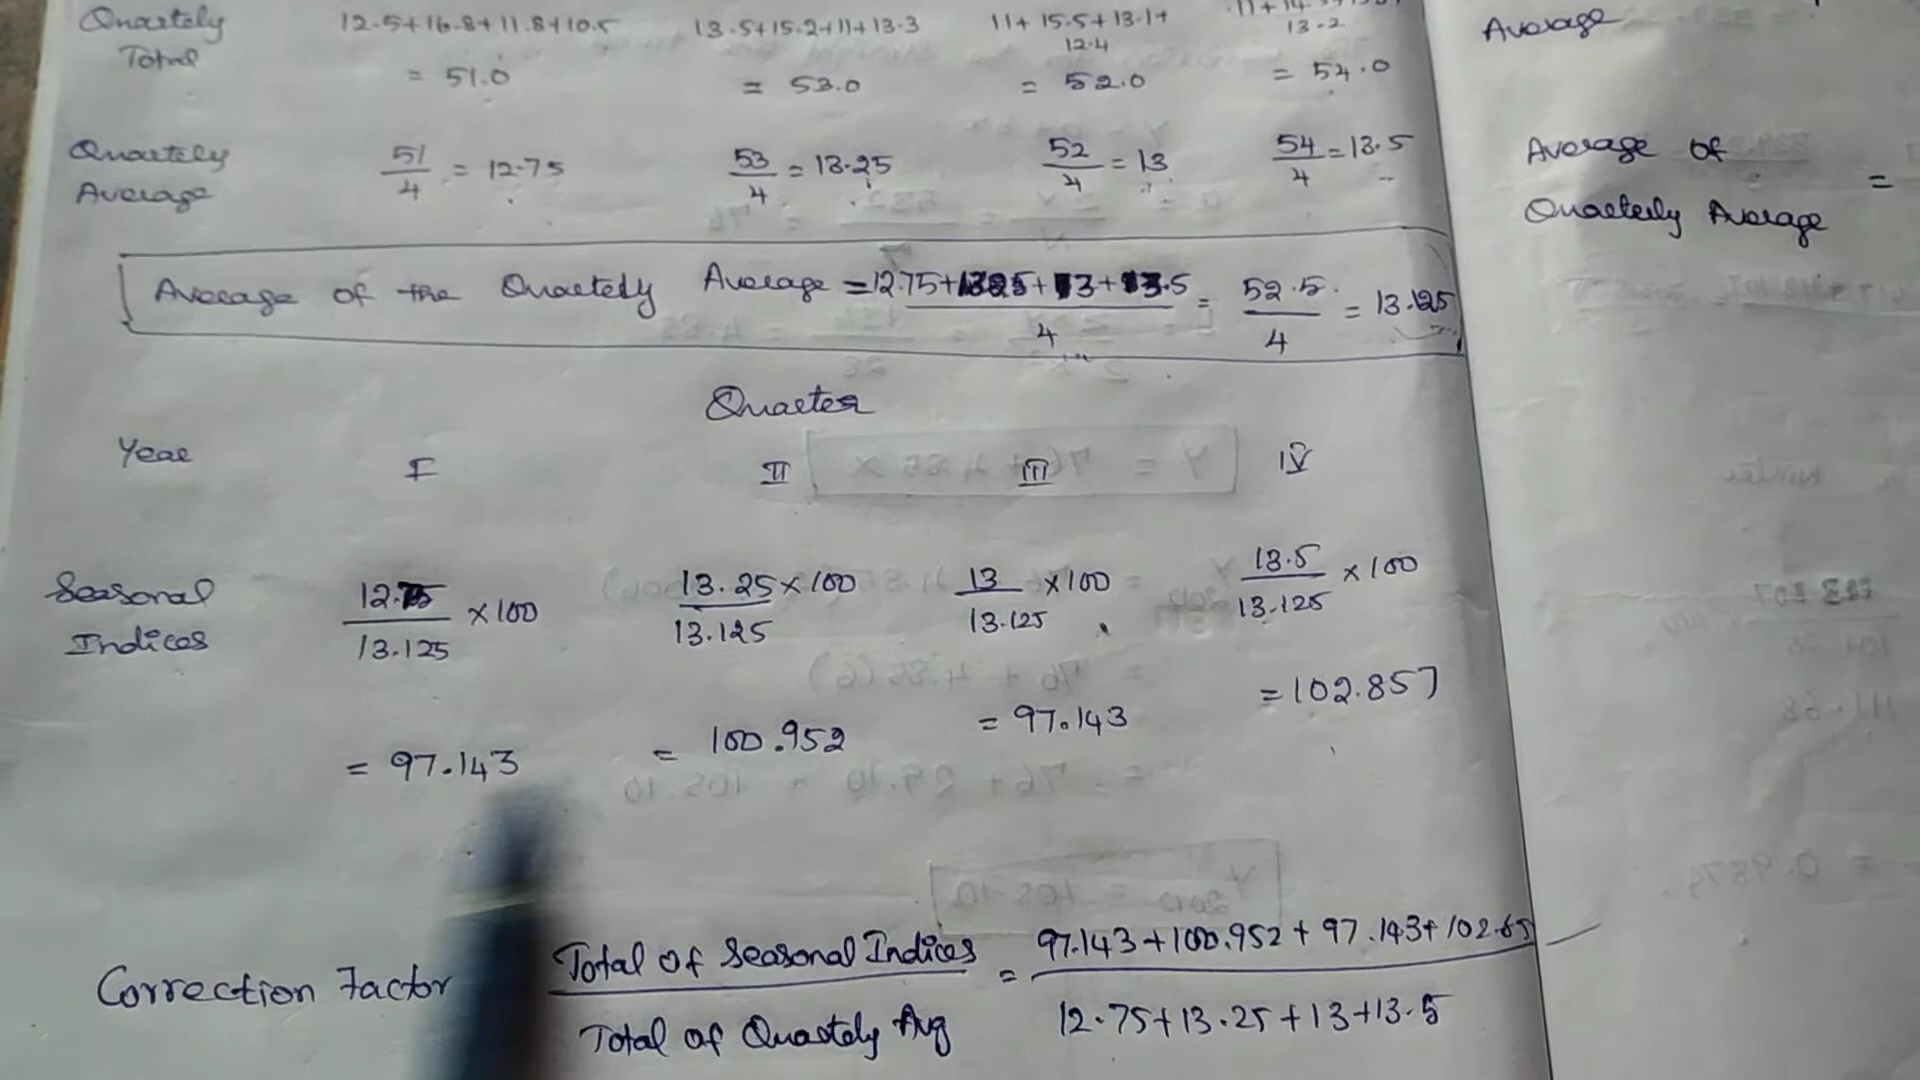 Quartely Total 12.5+16.8+11.8+10.5 13.5+15.2+11+13.3 11+15.5+13.1+ 12.4 13.2
= 51.0 = 53.0 = 52.0 = 54.0
Quartely Average 51/4 = 12.75 53/4 = 13.25 52/4 = 13 54/4 = 13.5
Average of the Quartely Average = 12.75+1325+13+13.5/4 = 52.5/4 = 13.125
Quarter
Year I II III IV
Seasonal Indices 12.75/13.125 ×100 13.25×100/13.125 13/13.125 ×100 13.5/13.125 ×100
= 97.143 = 100.952 = 97.143 = 102.857
Correction Factor Total of Seasonal Indices/Total of Quartely Avg = 97.143+100.952+97.143+102.85/12.75+13.25+13+13.5
Average
Average of
Quarterly Average =